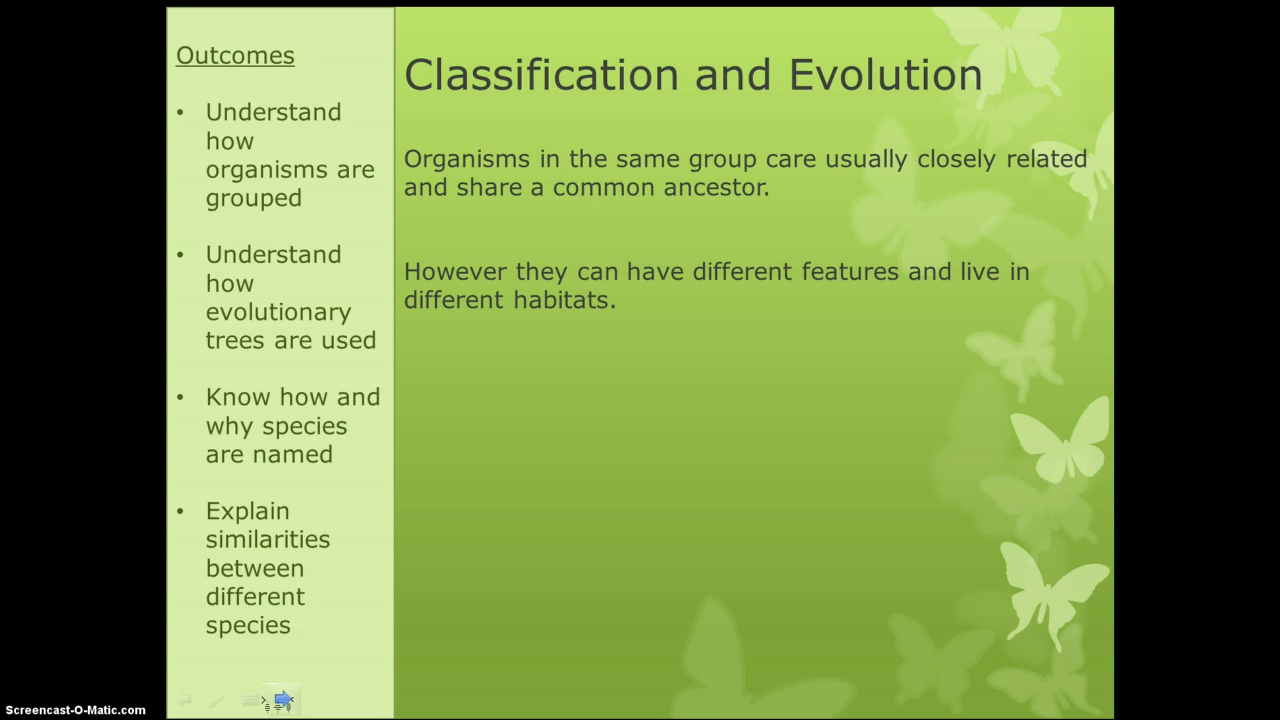 Outcomes
• Understand
how
organisms are
grouped
• Understand
how
evolutionary
trees are used
• Know how and
why species
are named
• Explain
similarities
between
different
species
Classification and Evolution
Organisms in the same group care usually closely related
and share a common ancestor.
However they can have different features and live in
different habitats.
Screencast-O-Matic.com